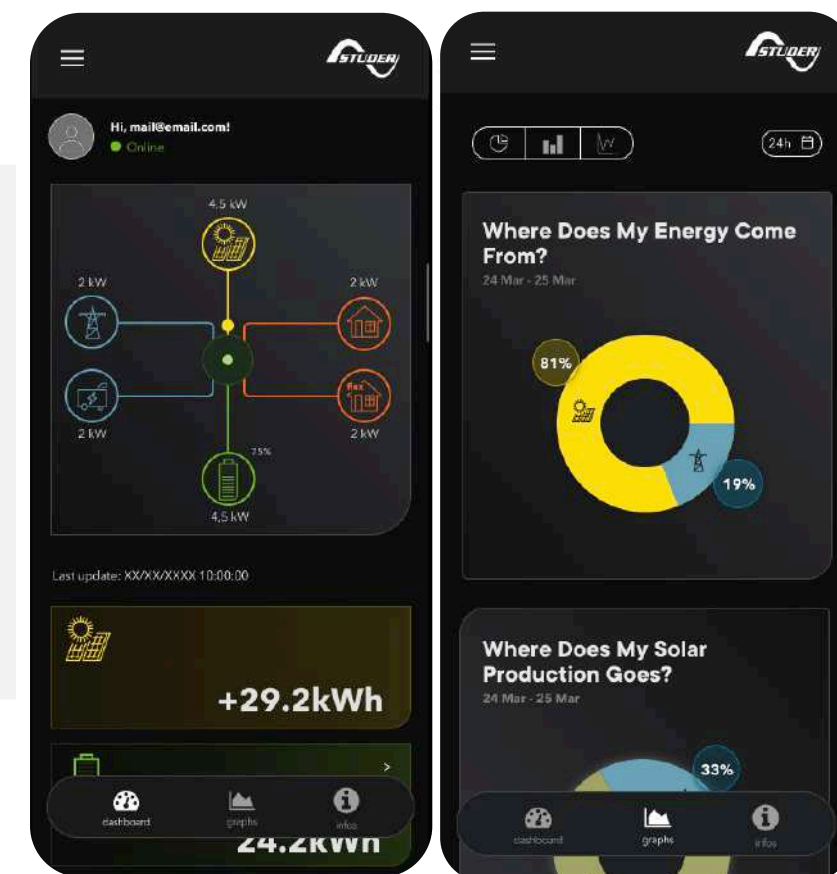 STUDER
Hi, mail@email.com!
Online
4,5 kW
2 kW
2 kW
flex
2 kW
2 kW
75%
4,5 kW
Last update: XX/XX/XXXX 10:00:00
+29.2kWh
>
24.2kWh
dashboard
graphs
infos
STUDER
24h
Where Does My Energy Come
From?
24 Mar - 25 Mar
81%
19%
Where Does My Solar
Production Goes?
24 Mar - 25 Mar
33%
dashboard
graphs
infos